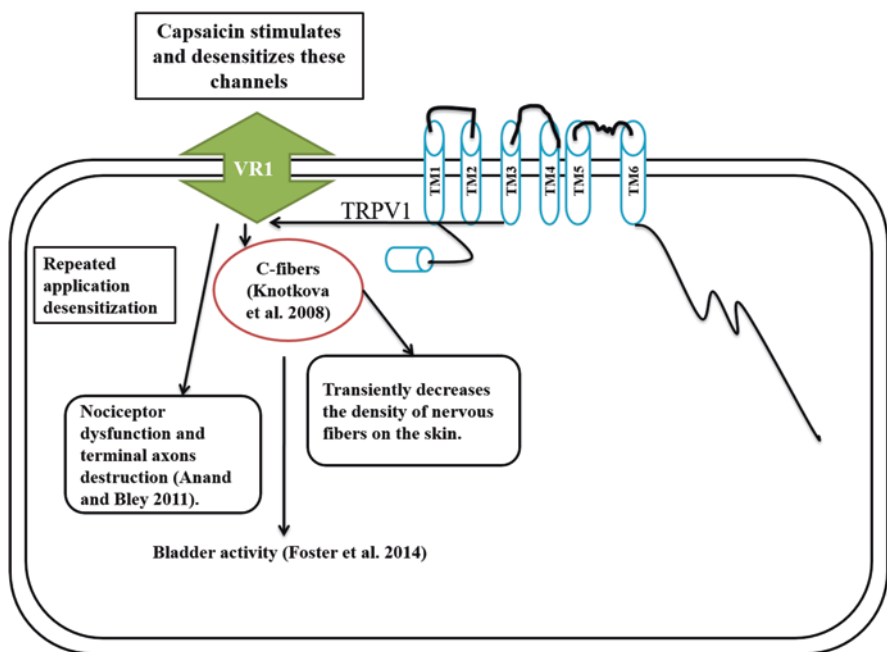 Capsaicin stimulates
and desensitizes these
channels
VR1
TM1
TM2
TM3
TM4
TM5
TM6
TRPV1
Repeated
application
desensitization
C-fibers
(Knotkova
et al. 2008)
Transiently decreases
the density of nervous
fibers on the skin.
Nociceptor
dysfunction and
terminal axons
destruction (Anand
and Bley 2011).
Bladder activity (Foster et al. 2014)